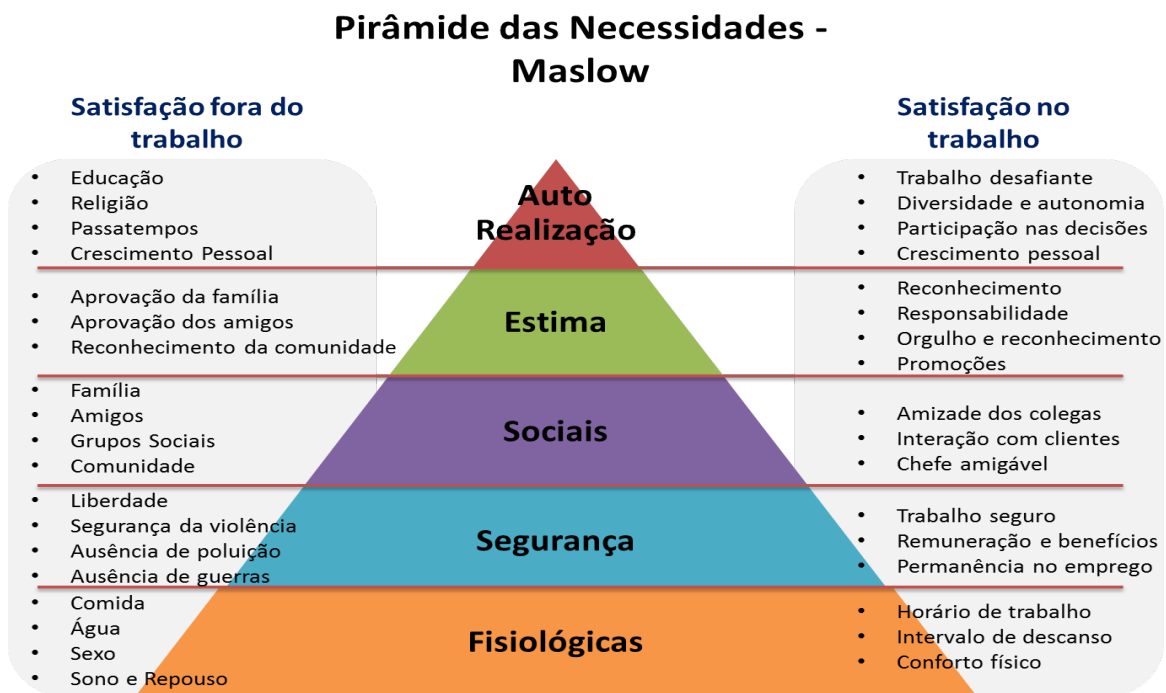 Pirâmide das Necessidades -
Maslow
Satisfação fora do
trabalho
• Educação
• Religião
• Passatempos
• Crescimento Pessoal
• Aprovação da família
• Aprovação dos amigos
• Reconhecimento da comunidade
• Família
• Amigos
• Grupos Sociais
• Comunidade
• Liberdade
• Segurança da violência
• Ausência de poluição
• Ausência de guerras
• Comida
• Água
• Sexo
• Sono e Repouso
Auto
Realização
Estima
Sociais
Segurança
Fisiológicas
Satisfação no
trabalho
• Trabalho desafiante
• Diversidade e autonomia
• Participação nas decisões
• Crescimento pessoal
• Reconhecimento
• Responsabilidade
• Orgulho e reconhecimento
• Promoções
• Amizade dos colegas
• Interação com clientes
• Chefe amigável
• Trabalho seguro
• Remuneração e benefícios
• Permanência no emprego
• Horário de trabalho
• Intervalo de descanso
• Conforto físico